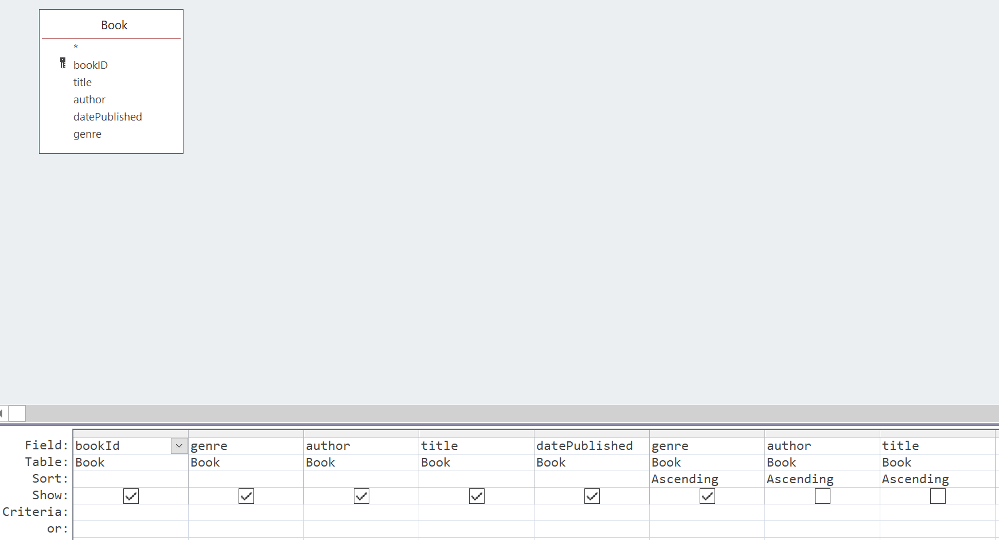 Book
*
bookID
title
author
datePublished
genre
Field: bookId genre author title datePublished genre author title
Table: Book Book Book Book Book Book Book Book
Sort: Ascending Ascending Ascending
Show:
Criteria:
or: